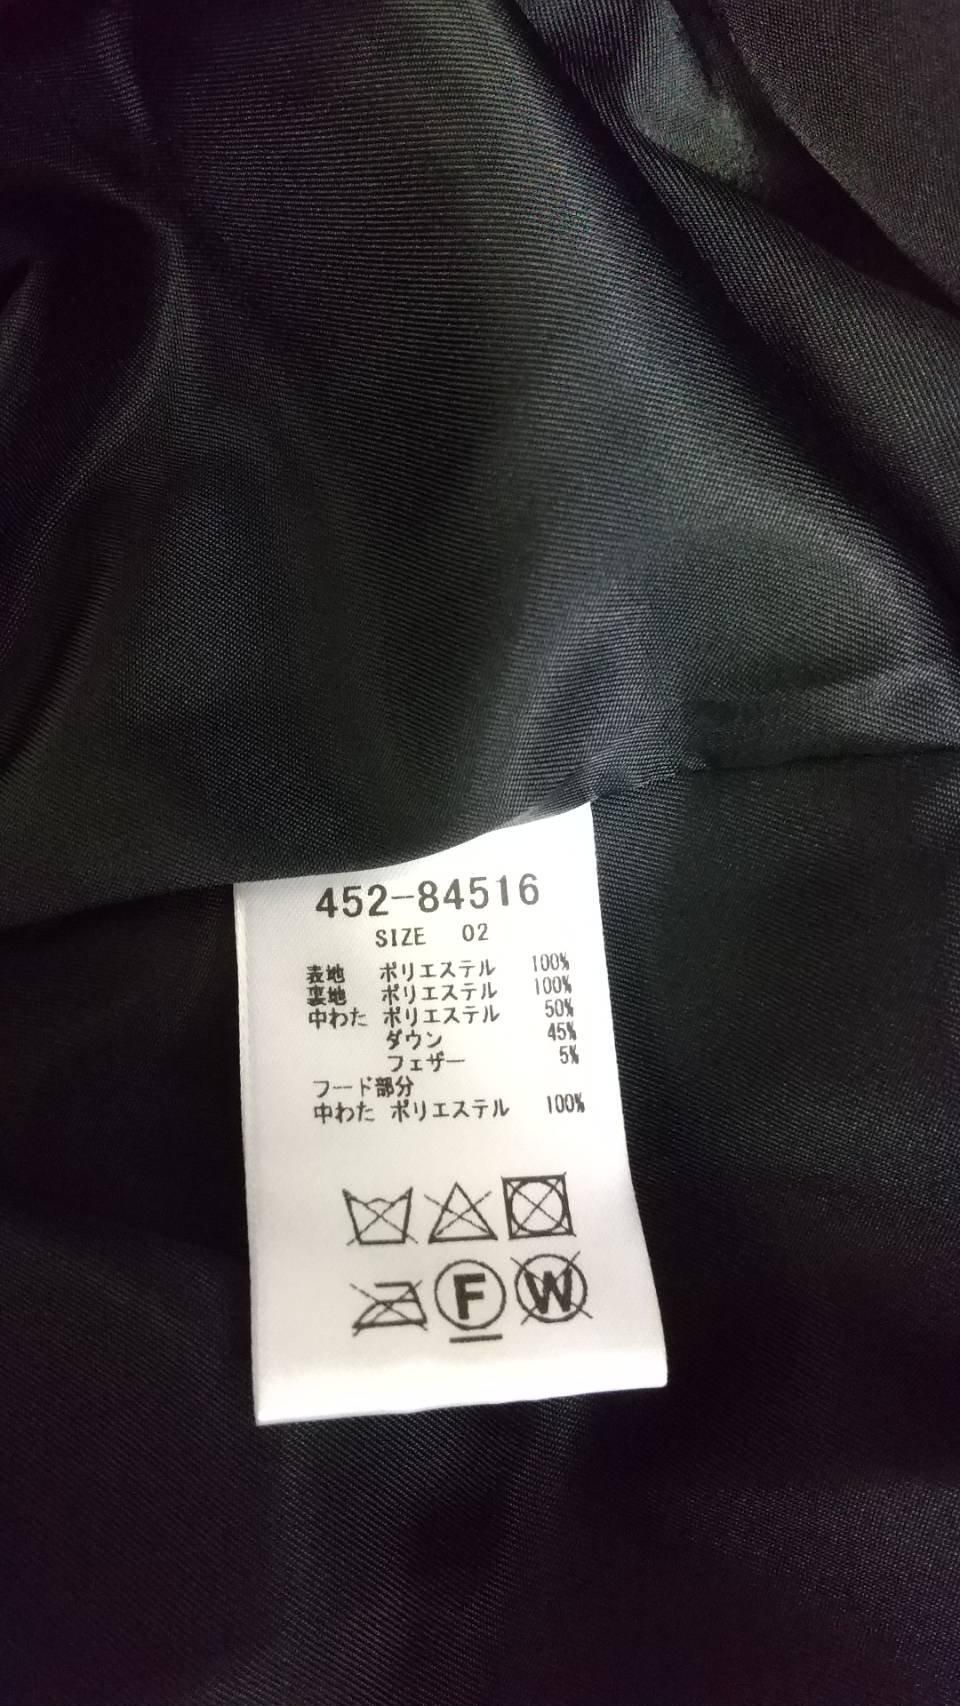 452-84516
SIZE 02
表地 ポリエステル 100%
裏地 ポリエステル 100%
中わた ポリエステル 50%
ダウン 45%
フェザー 5%
フード部分
中わた ポリエステル 100%
F W